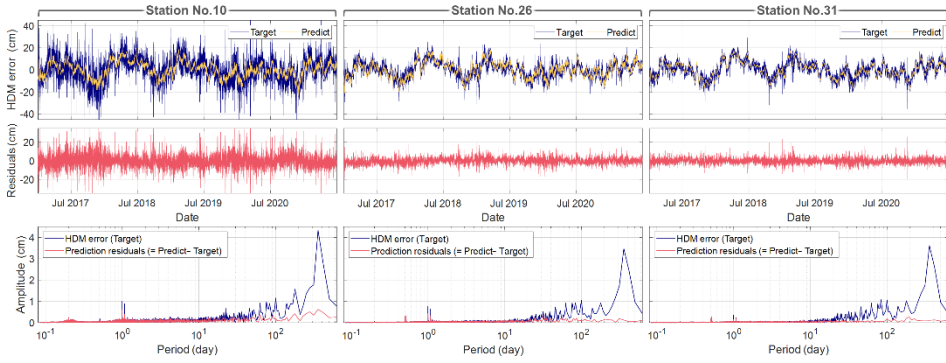 Station No.10
Station No.26
Station No.31
HDM error (cm)
40
20
0
-20
-40
Target Predict
Target Predict
Target Predict
Residuals (cm)
20
0
-20
Jul 2017 Jul 2018 Jul 2019 Jul 2020
Jul 2017 Jul 2018 Jul 2019 Jul 2020
Jul 2017 Jul 2018 Jul 2019 Jul 2020
Date
Date
Date
Amplitude (cm)
4
3
2
1
0
HDM error (Target)
Prediction residuals (= Predict− Target)
HDM error (Target)
Prediction residuals (= Predict− Target)
HDM error (Target)
Prediction residuals (= Predict− Target)
10⁻¹ 10⁰ 10¹ 10²
10⁻¹ 10⁰ 10¹ 10²
10⁻¹ 10⁰ 10¹ 10²
Period (day)
Period (day)
Period (day)